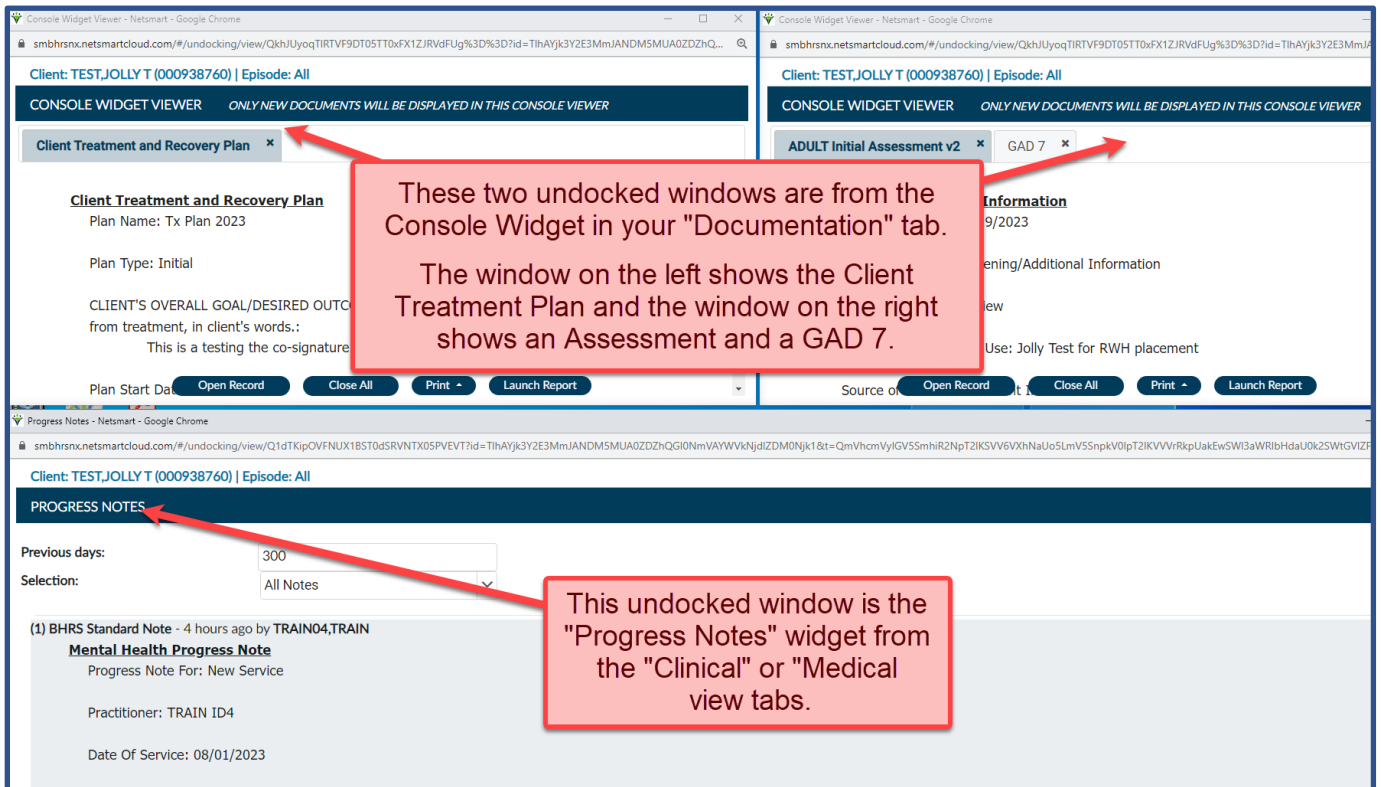 Console Widget Viewer - Netsmart - Google Chrome
smbhrsnx.netsmartcloud.com/#/undocking/view/QkhJUyoqTIRTVF9DT05TT0xFX1ZJRVdFUg%3D%3D?id=TlhAYjk3Y2E3MmJANDM5MUA0ZDZhQ...
Client: TEST,JOLLY T (000938760) | Episode: All
CONSOLE WIDGET VIEWER ONLY NEW DOCUMENTS WILL BE DISPLAYED IN THIS CONSOLE VIEWER
Client Treatment and Recovery Plan ×
Client Treatment and Recovery Plan
Plan Name: Tx Plan 2023
Plan Type: Initial
CLIENT'S OVERALL GOAL/DESIRED OUTCO
from treatment, in client's words.:
This is a testing the co-signature
Plan Start Da
Open Record Close All Print Launch Report
Console Widget Viewer - Netsmart - Google Chrome
smbhrsnx.netsmartcloud.com/#/undocking/view/QkhJUyoqTIRTVF9DT05TT0xFX1ZJRVdFUg%3D%3D?id=TlhAYjk3Y2E3MmJA
Client: TEST,JOLLY T (000938760) | Episode: All
CONSOLE WIDGET VIEWER ONLY NEW DOCUMENTS WILL BE DISPLAYED IN THIS CONSOLE VIEWER
ADULT Initial Assessment v2 × GAD 7 ×
Information
9/2023
ening/Additional Information
iew
Use: Jolly Test for RWH placement
Source of
Open Record Close All Print Launch Report
These two undocked windows are from the
Console Widget in your "Documentation" tab.
The window on the left shows the Client
Treatment Plan and the window on the right
shows an Assessment and a GAD 7.
Progress Notes - Netsmart - Google Chrome
Client: TEST,JOLLY T (000938760) | Episode: All
PROGRESS NOTES
Previous days: 300
Selection: All Notes
(1) BHRS Standard Note - 4 hours ago by TRAIN04,TRAIN
Mental Health Progress Note
Progress Note For: New Service
Practitioner: TRAIN ID4
Date Of Service: 08/01/2023
This undocked window is the
"Progress Notes" widget from
the "Clinical" or "Medical
view tabs.